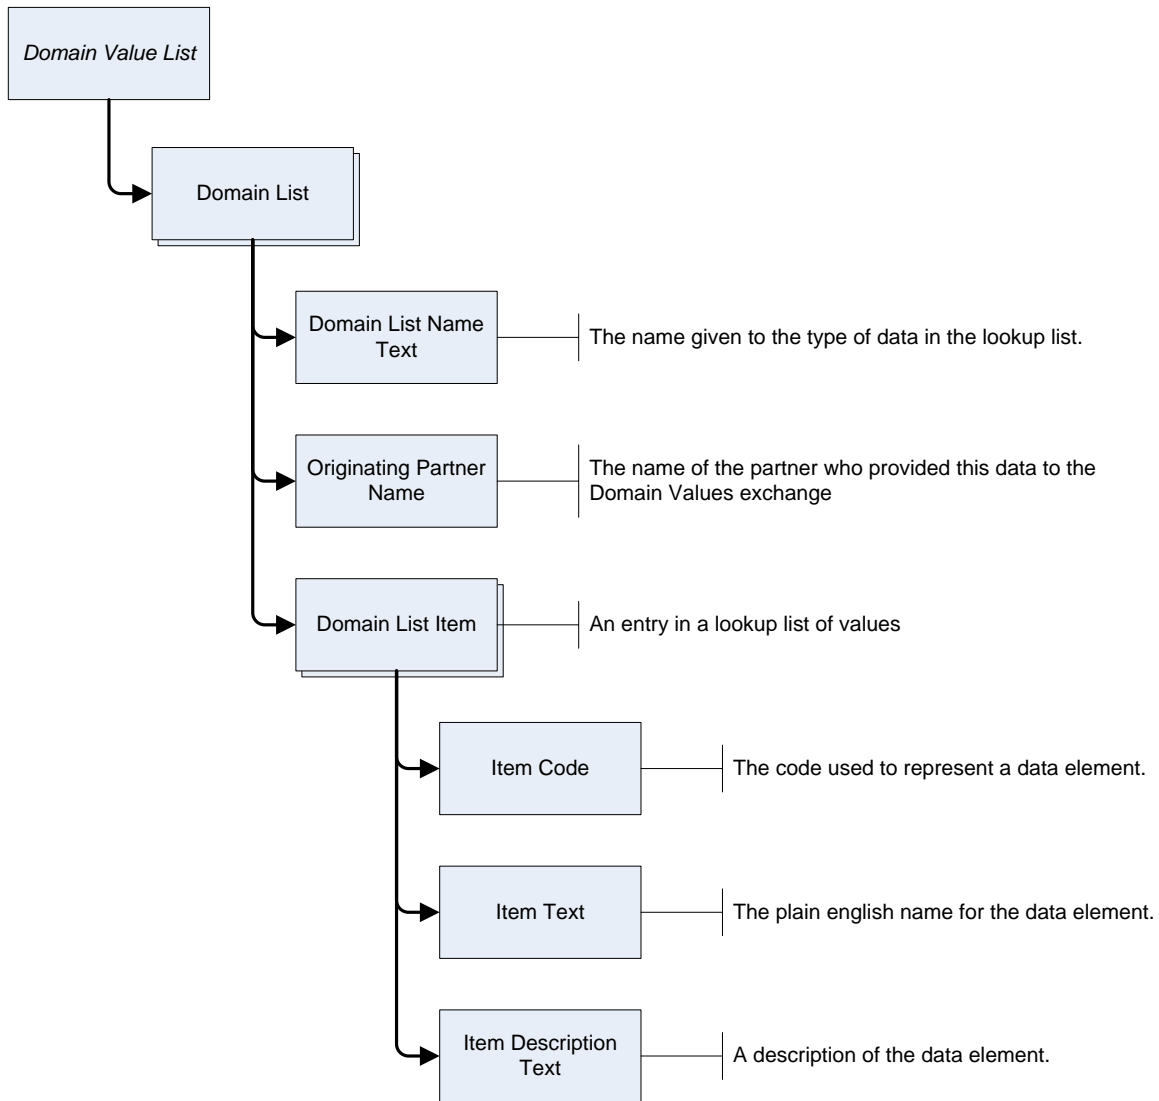 Domain Value List
Domain List
Domain List Name
Text
The name given to the type of data in the lookup list.
Originating Partner
Name
The name of the partner who provided this data to the
Domain Values exchange
Domain List Item
An entry in a lookup list of values
Item Code
The code used to represent a data element.
Item Text
The plain english name for the data element.
Item Description
Text
A description of the data element.